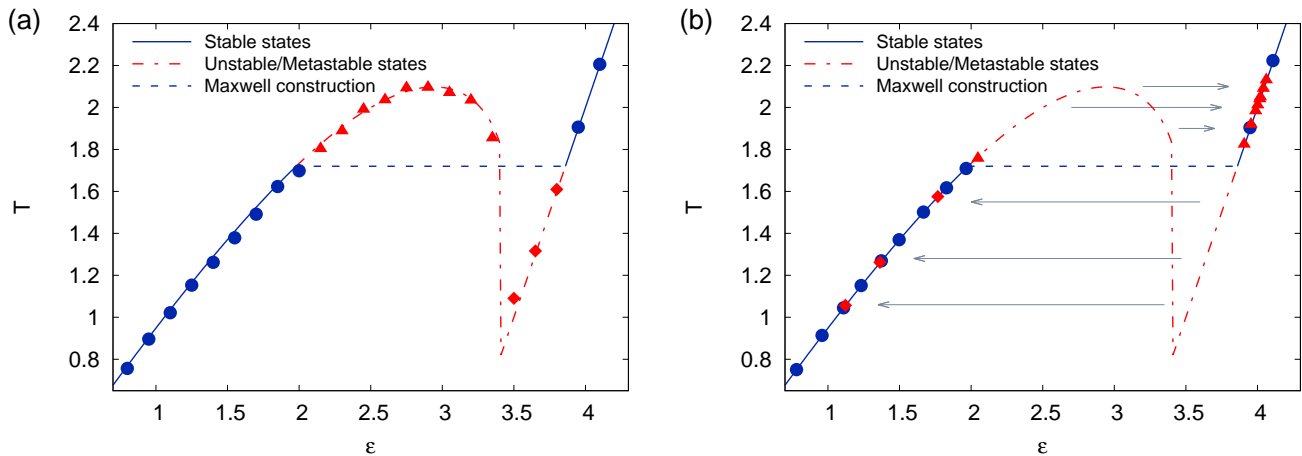 (a)
Stable states
Unstable/Metastable states
Maxwell construction
T
2.4
2.2
2
1.8
1.6
1.4
1.2
1
0.8
1 1.5 2 2.5 3 3.5 4
ε
(b)
Stable states
Unstable/Metastable states
Maxwell construction
T
2.4
2.2
2
1.8
1.6
1.4
1.2
1
0.8
1 1.5 2 2.5 3 3.5 4
ε